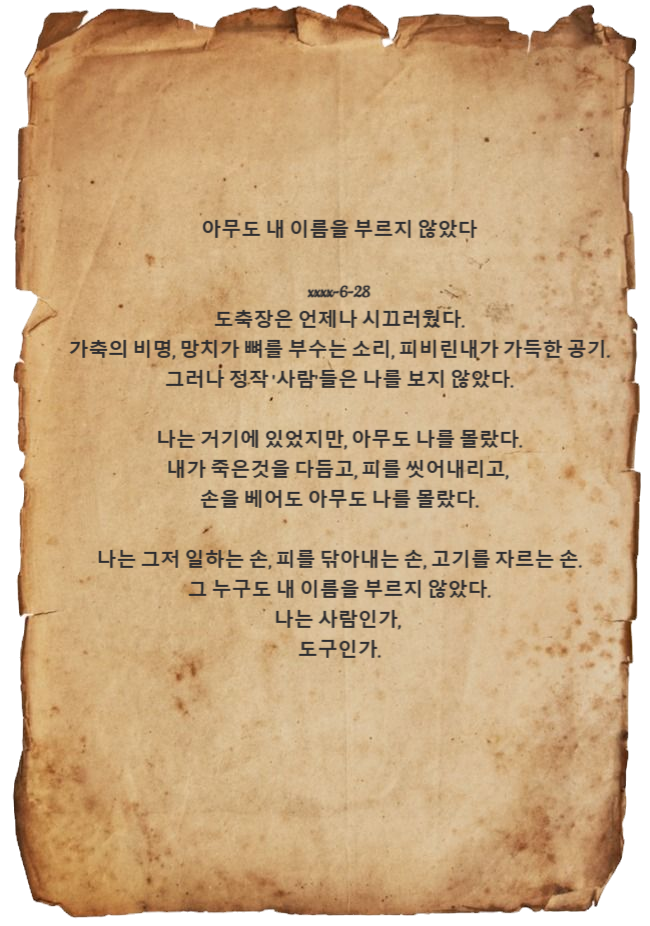 아무도 내 이름을 부르지 않았다
xxxx-6-28
도축장은 언제나 시끄러웠다.
가축의 비명, 망치가 뼈를 부수는 소리, 피비린내가 가득한 공기.
그러나 정작 '사람'들은 나를 보지 않았다.
나는 거기에 있었지만, 아무도 나를 몰랐다.
내가 죽은것을 다듬고, 피를 씻어내리고,
손을 베어도 아무도 나를 몰랐다.
나는 그저 일하는 손, 피를 닦아내는 손, 고기를 자르는 손.
그 누구도 내 이름을 부르지 않았다.
나는 사람인가,
도구인가.